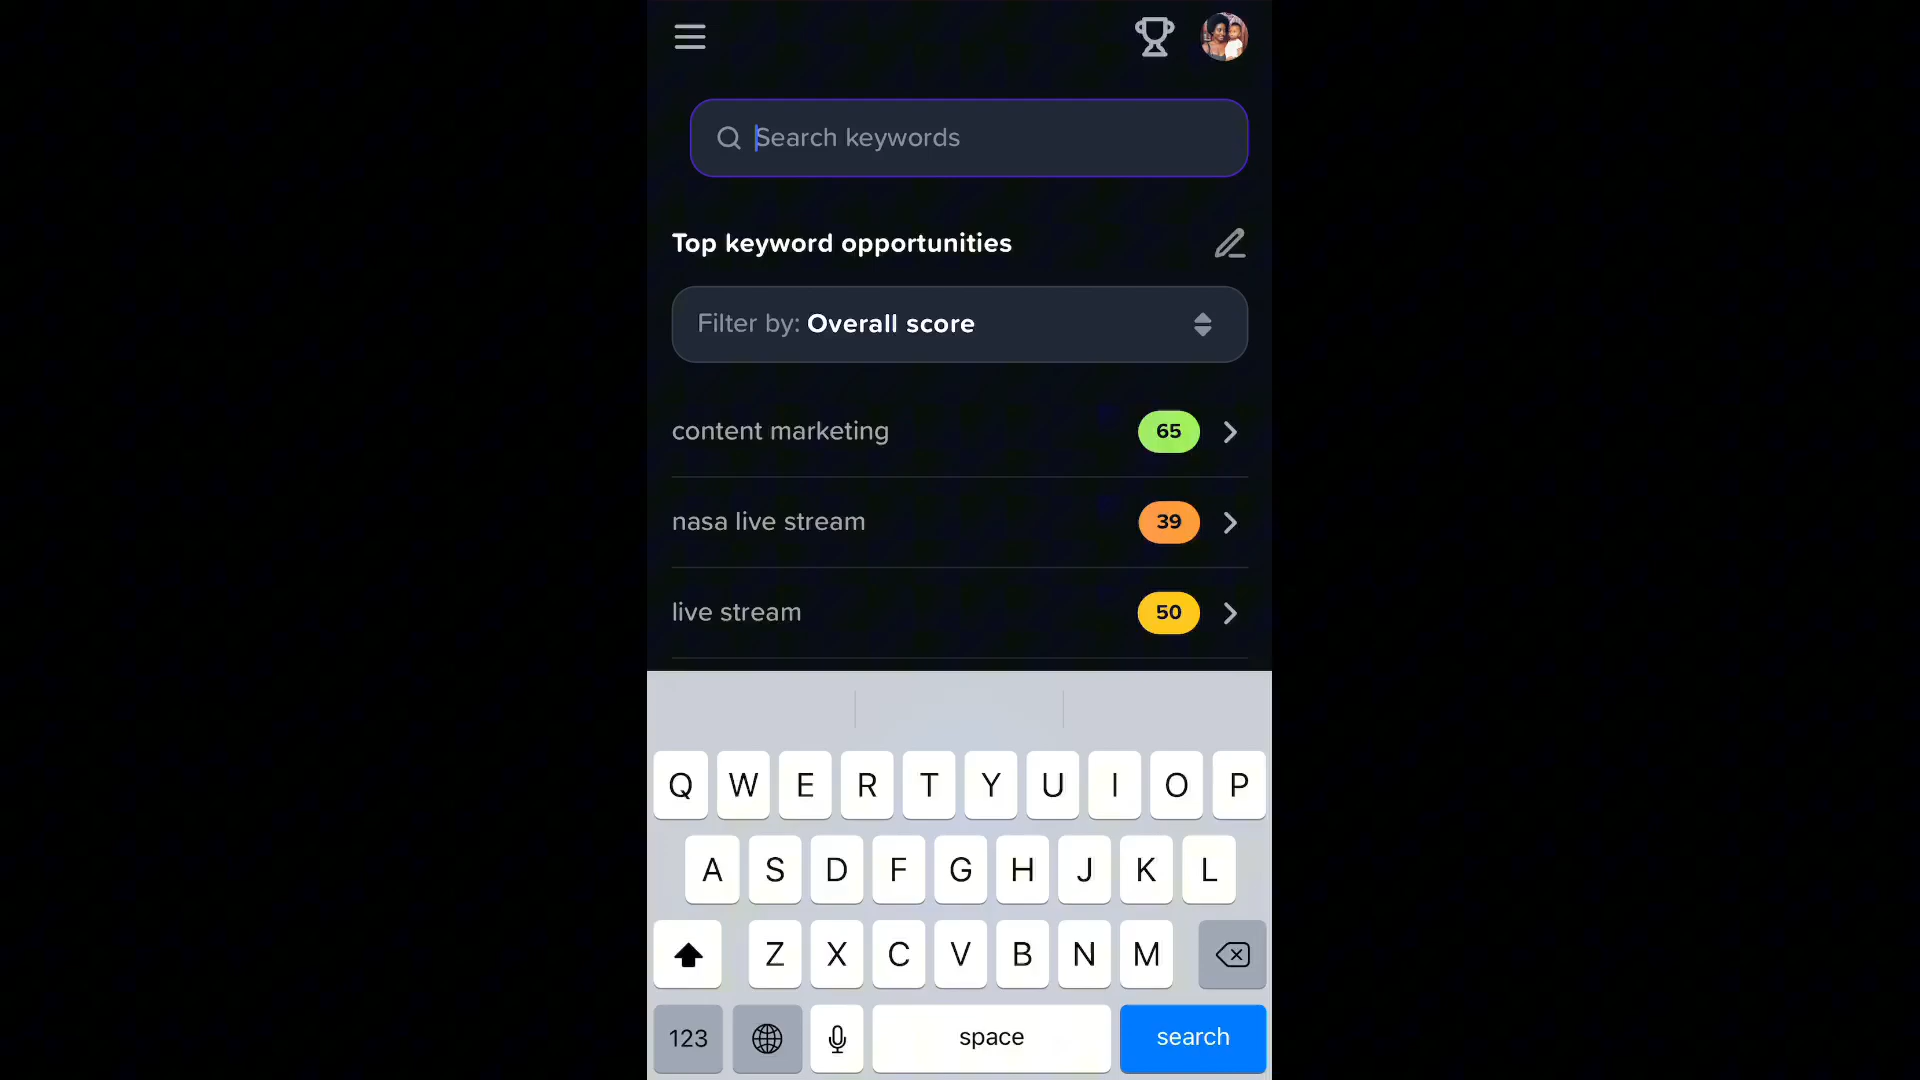 Search keywords
Top keyword opportunities
Filter by: Overall score
content marketing 65
nasa live stream 39
live stream 50
Q W E R T Y U I O P
A S D F G H J K L
Z X C V B N M
123 space search